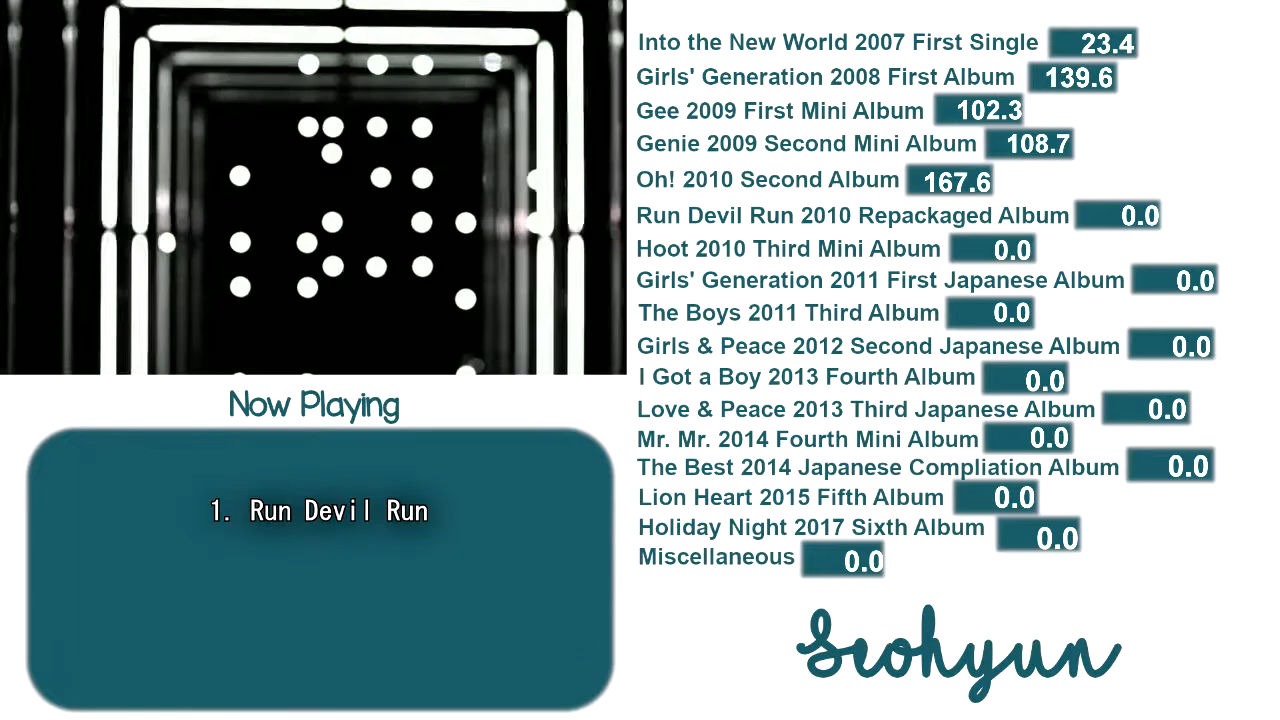 Into the New World 2007 First Single 23.4
Girls' Generation 2008 First Album 139.6
Gee 2009 First Mini Album 102.3
Genie 2009 Second Mini Album 108.7
Oh! 2010 Second Album 167.6
Run Devil Run 2010 Repackaged Album 0.0
Hoot 2010 Third Mini Album 0.0
Girls' Generation 2011 First Japanese Album 0.0
The Boys 2011 Third Album 0.0
Girls & Peace 2012 Second Japanese Album 0.0
I Got a Boy 2013 Fourth Album 0.0
Love & Peace 2013 Third Japanese Album 0.0
Mr. Mr. 2014 Fourth Mini Album 0.0
The Best 2014 Japanese Compliation Album 0.0
Lion Heart 2015 Fifth Album 0.0
Holiday Night 2017 Sixth Album 0.0
Miscellaneous 0.0
Now Playing
1. Run Devil Run
Seohyun